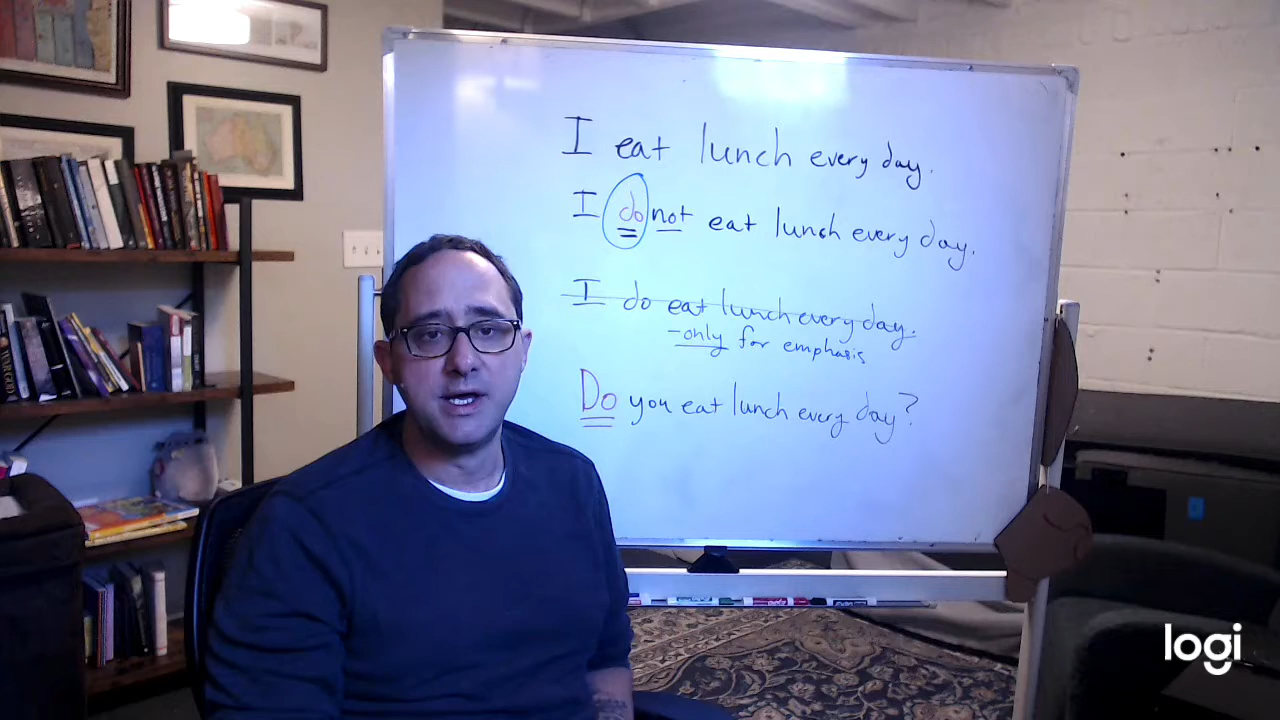 I eat lunch every day.
I do not eat lunch every day.
I do eat lunch every day.
-only for emphasis
Do you eat lunch every day?
logi